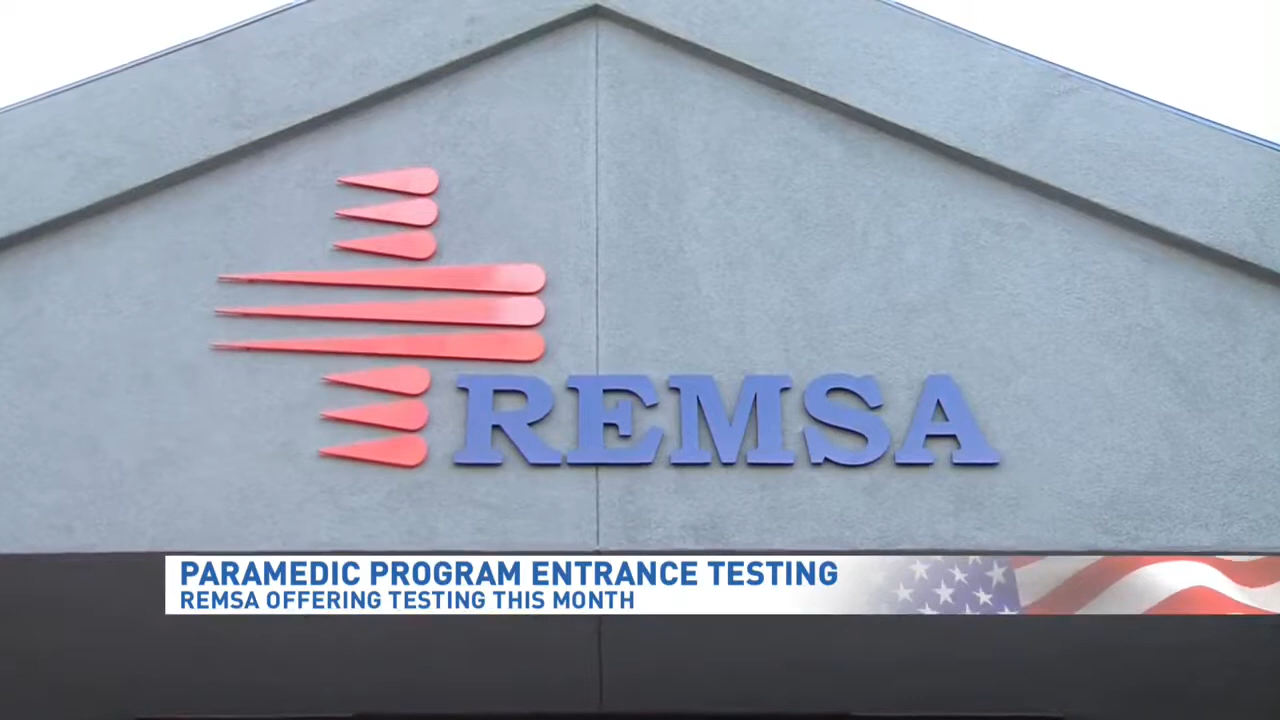 REMSA
PARAMEDIC PROGRAM ENTRANCE TESTING
REMSA OFFERING TESTING THIS MONTH